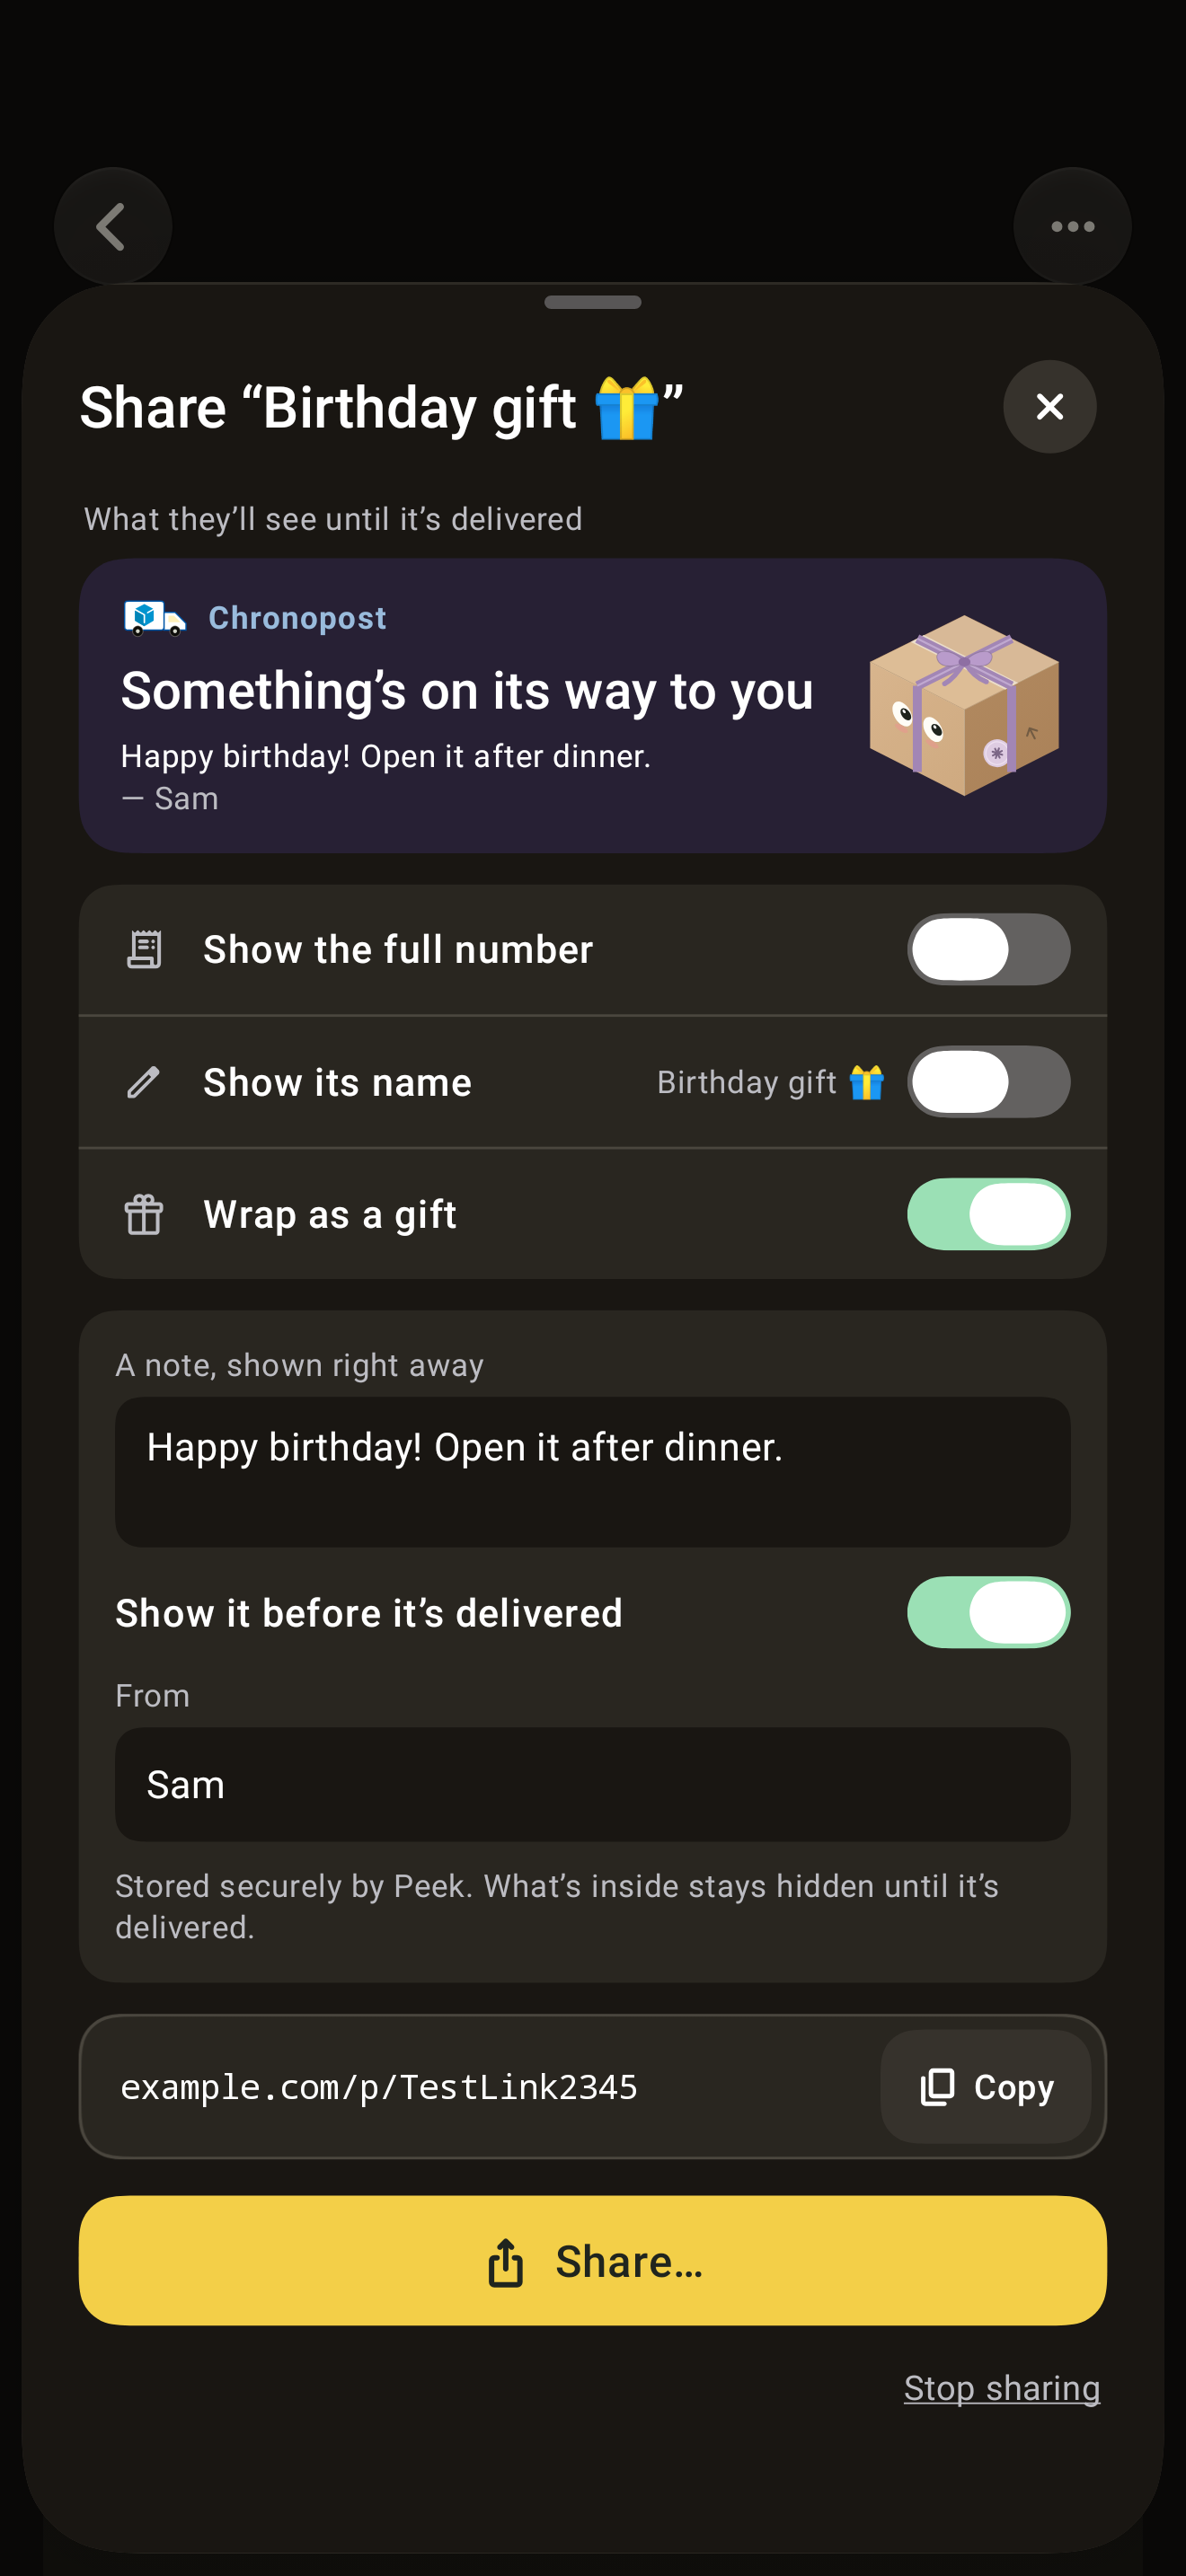 Share “Birthday gift 🎁”
What they’ll see until it’s delivered
Chronopost
Something’s on its way to you
Happy birthday! Open it after dinner.
— Sam
Show the full number
Show its name
Birthday gift 🎁
Wrap as a gift
A note, shown right away
Happy birthday! Open it after dinner.
Show it before it’s delivered
From
Sam
Stored securely by Peek. What’s inside stays hidden until it’s
delivered.
example.com/p/TestLink2345
Copy
Share…
Stop sharing